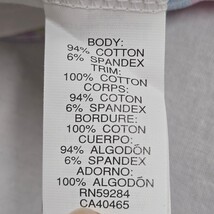 BODY:
94% COTTON
6% SPANDEX
TRIM:
100% COTTON
CORPS:
94% COTON
6% SPANDEX
BORDURE:
100% COTON
CUERPO:
94% ALGODÓN
6% SPANDEX
ADORNO:
100% ALGODÓN
RN59284
CA40465